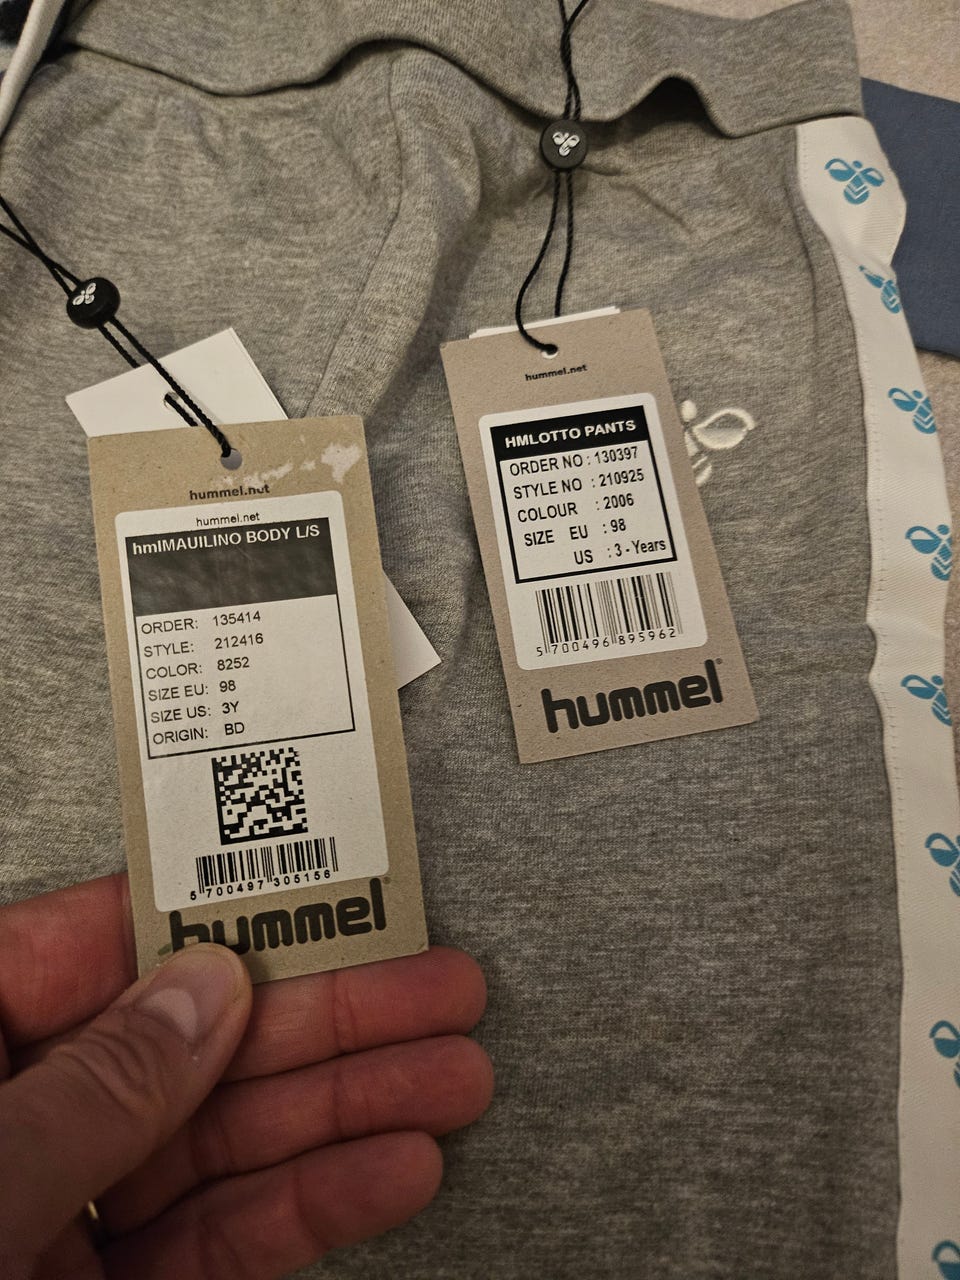 hummel.net
hummel.net
hmlMAUILINO BODY L/S
ORDER: 135414
STYLE: 212416
COLOR: 8252
SIZE EU: 98
SIZE US: 3Y
ORIGIN: BD
5 700497 305156
hummel
hummel.net
HMLOTTO PANTS
ORDER NO : 130397
STYLE NO : 210925
COLOUR : 2006
SIZE EU : 98
US : 3 - Years
5 700496 895962
hummel